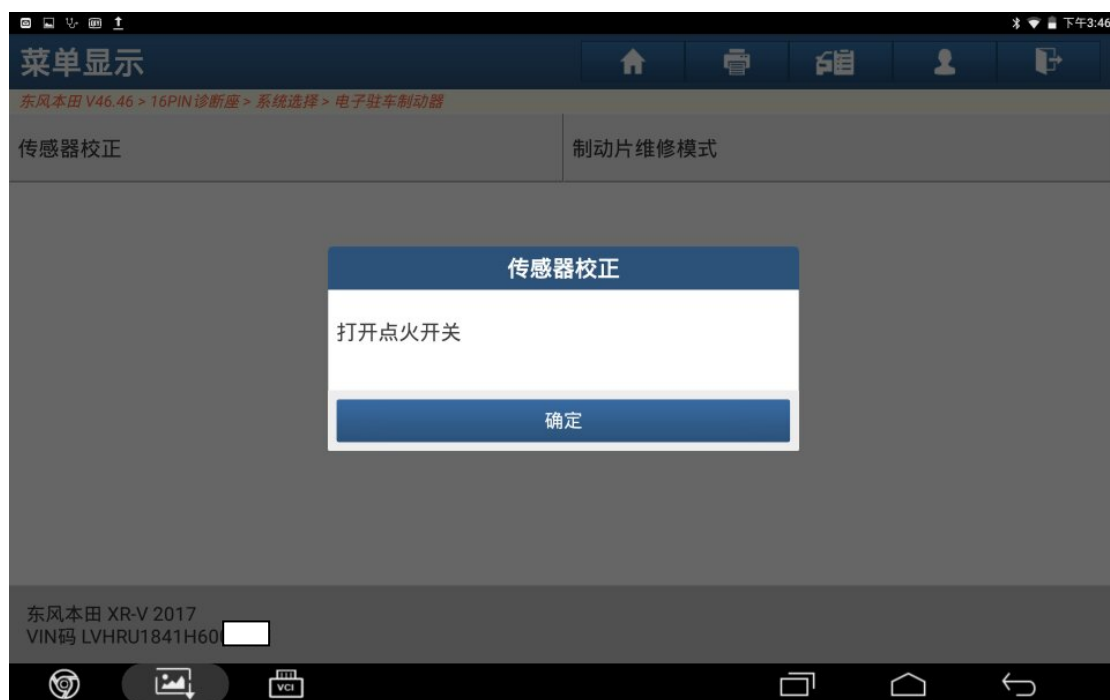 下午3:46
菜单显示
东风本田 V46.46 > 16PIN诊断座 > 系统选择 > 电子驻车制动器
传感器校正
制动片维修模式
传感器校正
打开点火开关
确定
东风本田 XR-V 2017
VIN码 LVHRU1841H60
VCI